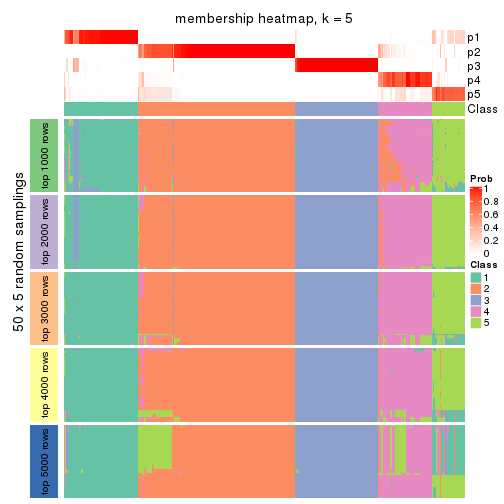 membership heatmap, k = 5
p1
p2
p3
p4
p5
Class
50 x 5 random samplings
top 1000 rows
top 2000 rows
top 3000 rows
top 4000 rows
top 5000 rows
Prob
1
0.8
0.6
0.4
0.2
0
Class
1
2
3
4
5